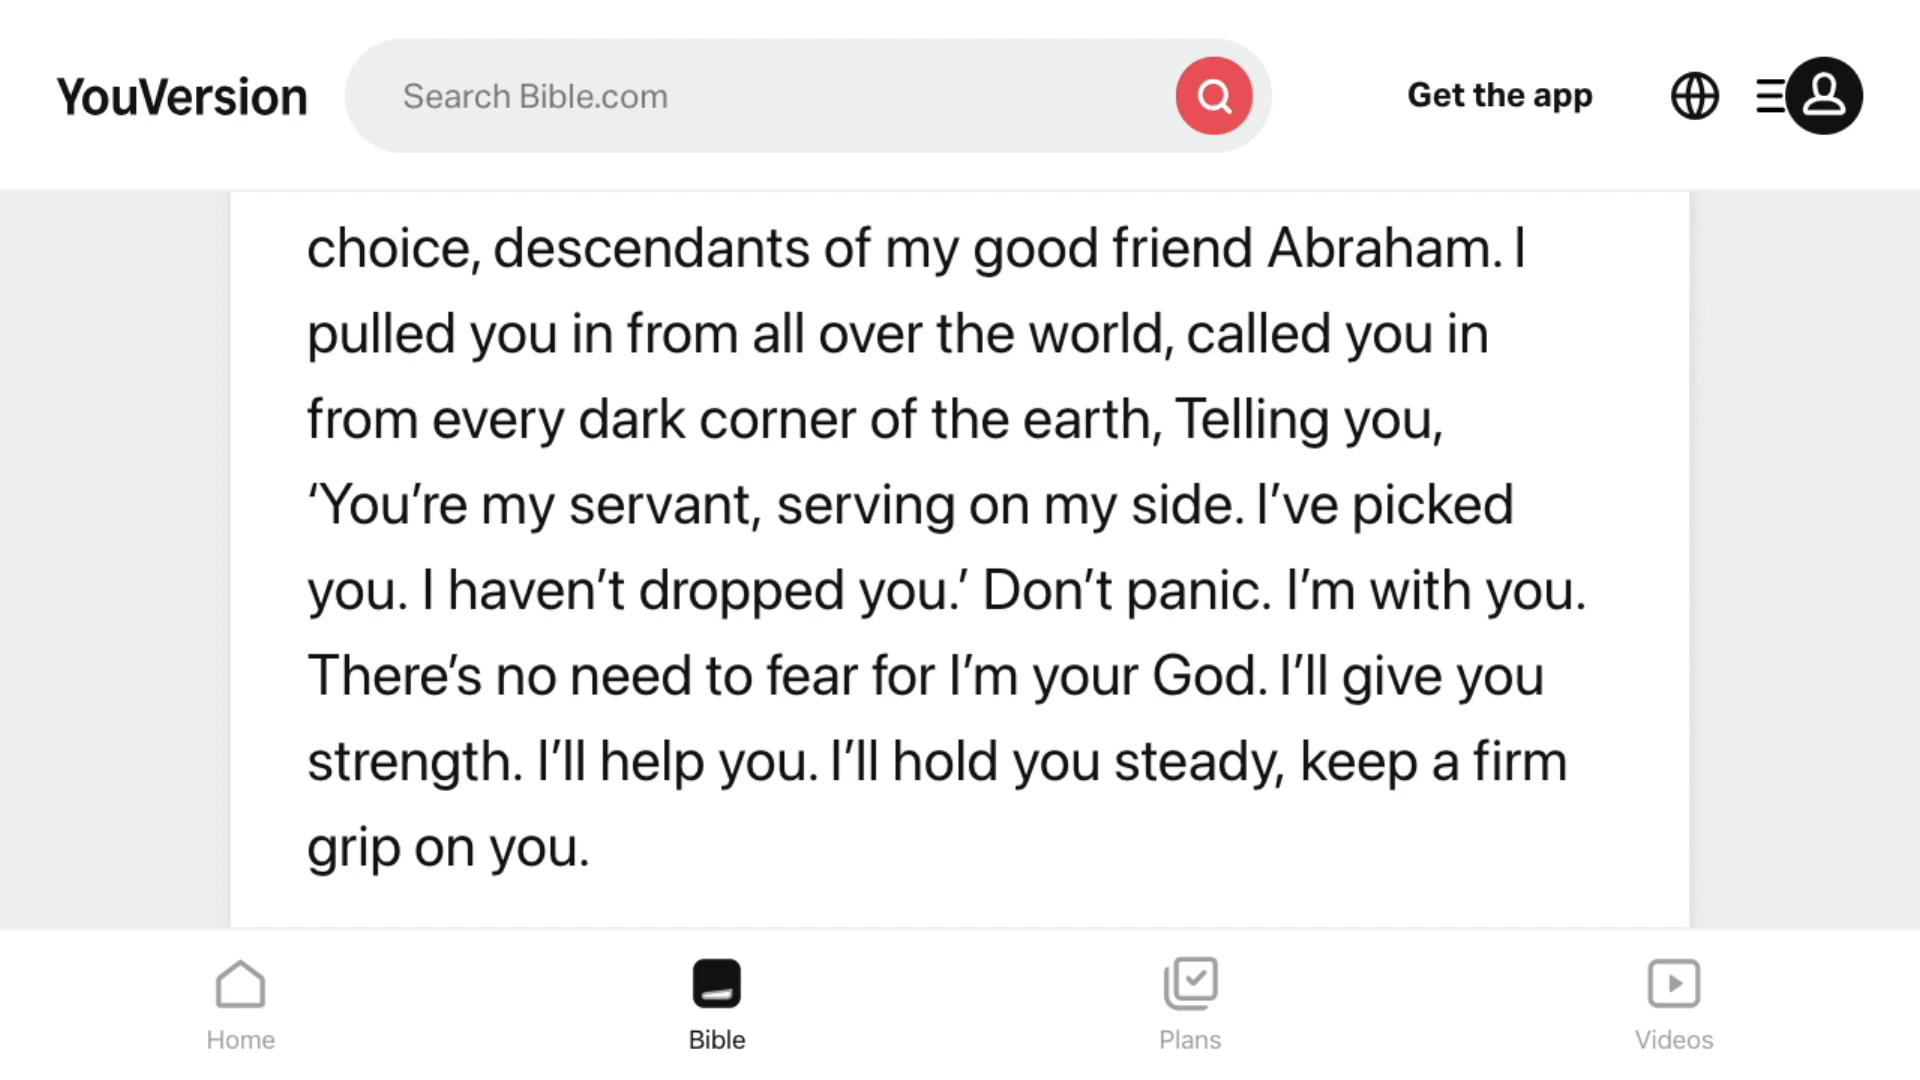 YouVersion
Search Bible.com
Get the app
choice, descendants of my good friend Abraham. I
pulled you in from all over the world, called you in
from every dark corner of the earth, Telling you,
‘You’re my servant, serving on my side. I’ve picked
you. I haven’t dropped you.’ Don’t panic. I’m with you.
There’s no need to fear for I’m your God. I’ll give you
strength. I’ll help you. I’ll hold you steady, keep a firm
grip on you.
Home
Bible
Plans
Videos